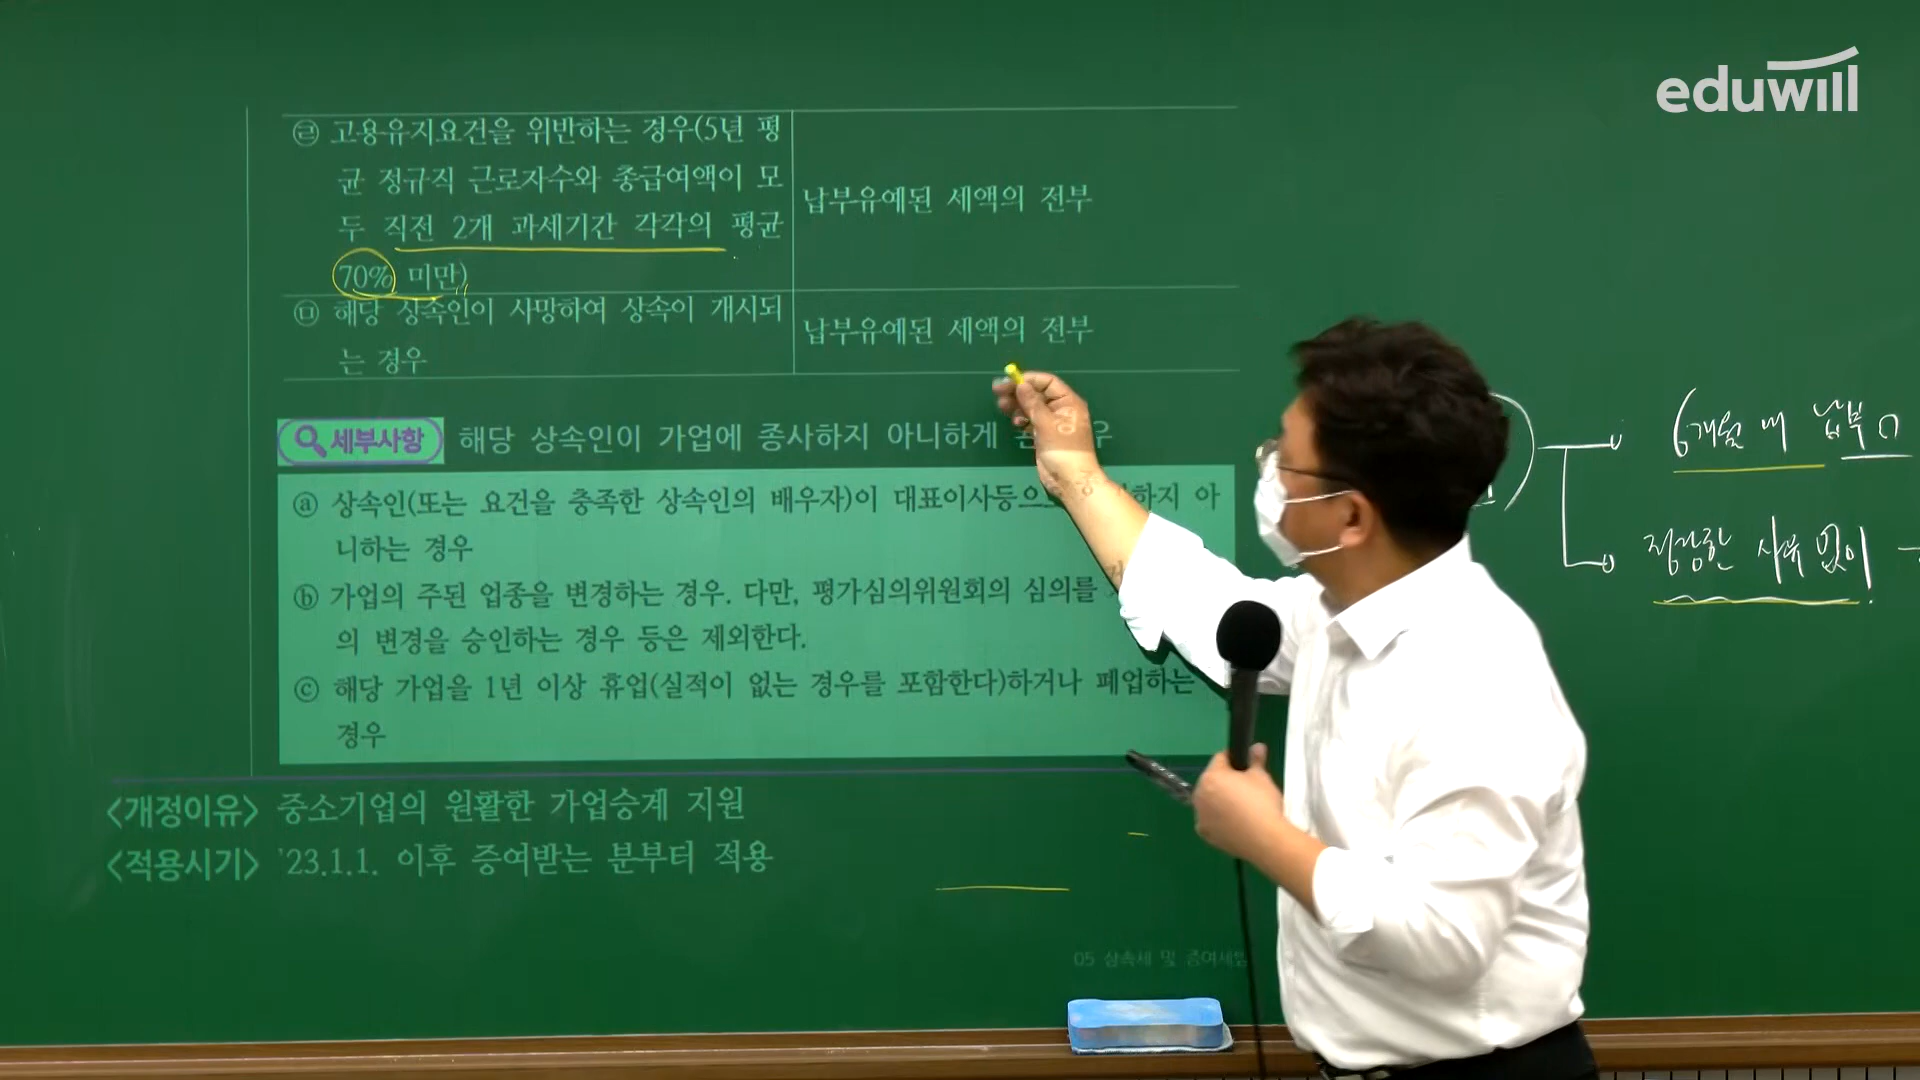 eduwill
㉣ 고용유지요건을 위반하는 경우(5년 평
균 정규직 근로자수와 총급여액이 모
두 직전 2개 과세기간 각각의 평균
70% 미만)
납부유예된 세액의 전부
㉤ 해당 상속인이 사망하여 상속이 개시되
는 경우
납부유예된 세액의 전부
세부사항 해당 상속인이 가업에 종사하지 아니하게
ⓐ 상속인(또는 요건을 충족한 상속인의 배우자)이 대표이사등으 하지 아
니하는 경우
ⓑ 가업의 주된 업종을 변경하는 경우. 다만, 평가심의위원회의 심의를
의 변경을 승인하는 경우 등은 제외한다.
ⓒ 해당 가업을 1년 이상 휴업(실적이 없는 경우를 포함한다)하거나 폐업하는
경우
<개정이유> 중소기업의 원활한 가업승계 지원
<적용시기> '23.1.1. 이후 증여받는 분부터 적용
05 상속세 및 증여세법
6개월 내 납부
정당한 사유 없이